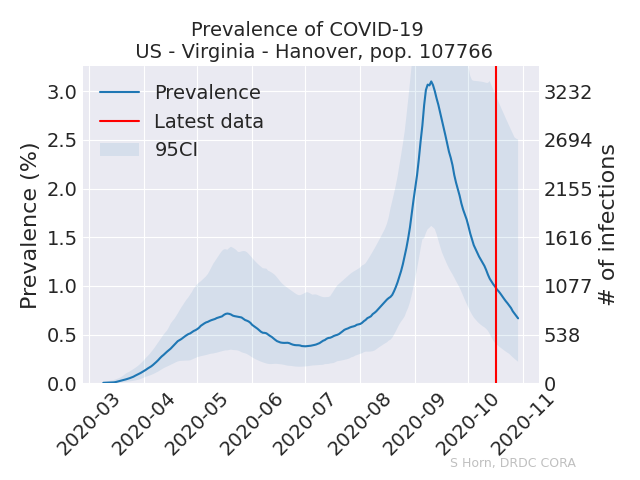 Prevalence of COVID-19
US - Virginia - Hanover, pop. 107766
Prevalence
Latest data
95CI
Prevalence (%)
3.0
2.5
2.0
1.5
1.0
0.5
0.0
3232
2694
2155
1616
1077
538
0
# of infections
2020-03
2020-04
2020-05
2020-06
2020-07
2020-08
2020-09
2020-10
2020-11
S Horn, DRDC CORA